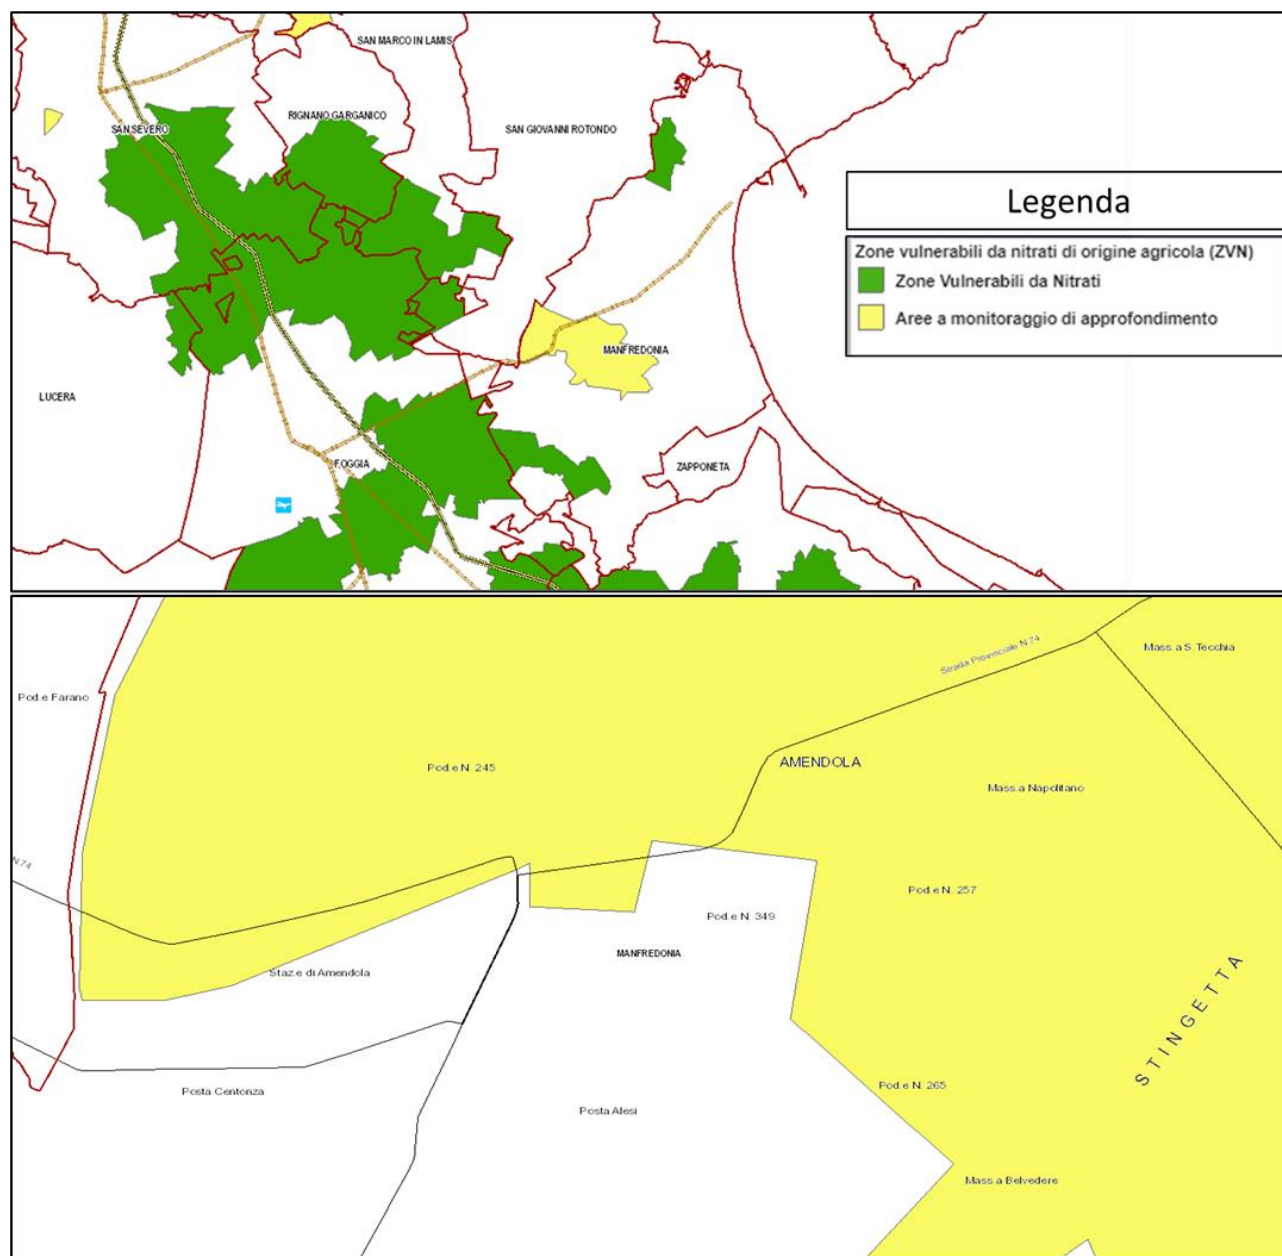 SAN MARCO IN LAMIS
RIGNANO GARGANICO
SAN SEVERO
SAN GIOVANNI ROTONDO
Legenda
Zone vulnerabili da nitrati di origine agricola (ZVN)
Zone Vulnerabili da Nitrati
Aree a monitoraggio di approfondimento
MANFREDONIA
LUCERA
FOGGIA
ZAPPONETA
Strada Provinciale N.74
Mass.a S. Tecchia
Pod.e Farano
Pod.e N. 245
AMENDOLA
Mass.a Napolitano
N.74
Pod.e N. 257
Pod.e N. 349
MANFREDONIA
Staz.e di Amendola
STINGETTA
Posta Centonza
Pod.e N. 265
Posta Alesi
Mass.a Belvedere